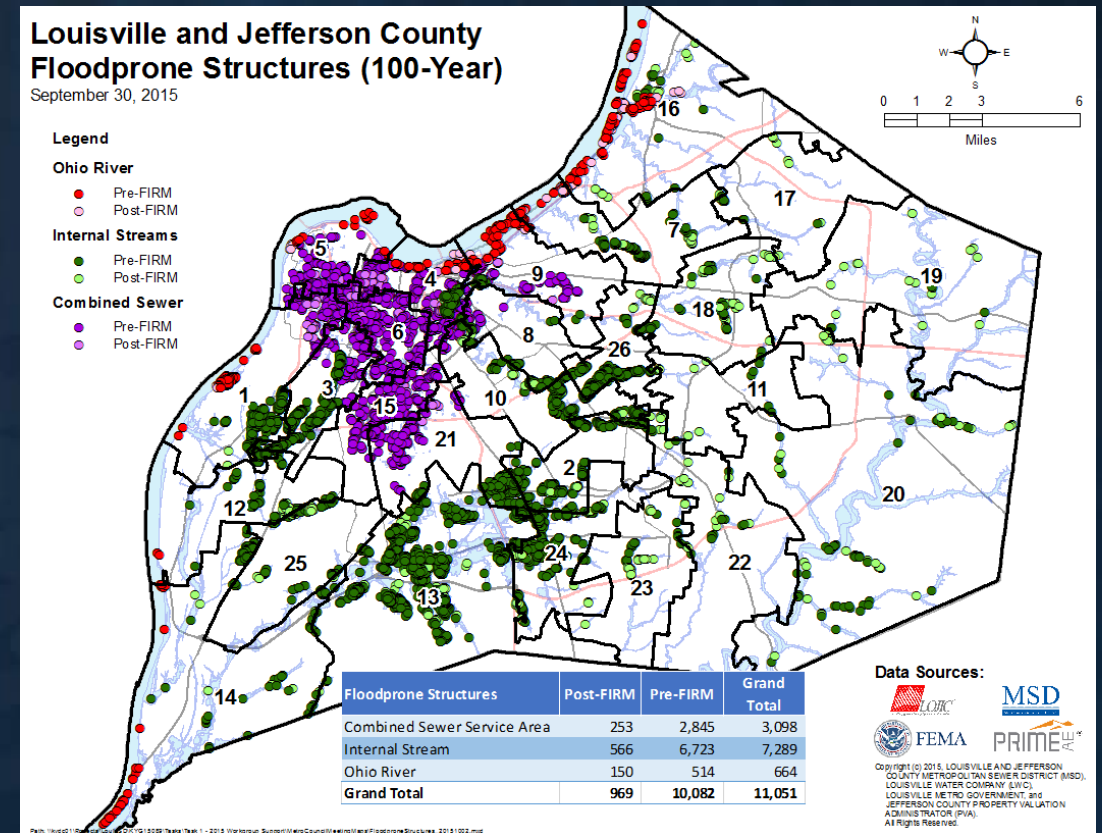 Louisville and Jefferson County
Floodprone Structures (100-Year)
September 30, 2015
N
W E
S
0 1 2 3 6
Miles
Legend
Ohio River
Pre-FIRM
Post-FIRM
Internal Streams
Pre-FIRM
Post-FIRM
Combined Sewer
Pre-FIRM
Post-FIRM
16
17
7
5
4
9
19
18
6
8
26
3
1
11
10
15
21
2
20
12
24
22
25
23
13
14
Floodprone Structures Post-FIRM Pre-FIRM Grand Total
Combined Sewer Service Area 253 2,845 3,098
Internal Stream 566 6,723 7,289
Ohio River 150 514 664
Grand Total 969 10,082 11,051
Data Sources:
LOJIC
MSD
FEMA
PRIME AE
Copyright (c) 2015, LOUISVILLE AND JEFFERSON
COUNTY METROPOLITAN SEWER DISTRICT (MSD),
LOUISVILLE WATER COMPANY (LWC),
LOUISVILLE METRO GOVERNMENT, and
JEFFERSON COUNTY PROPERTY VALUATION
ADMINISTRATOR (PVA).
All Rights Reserved.